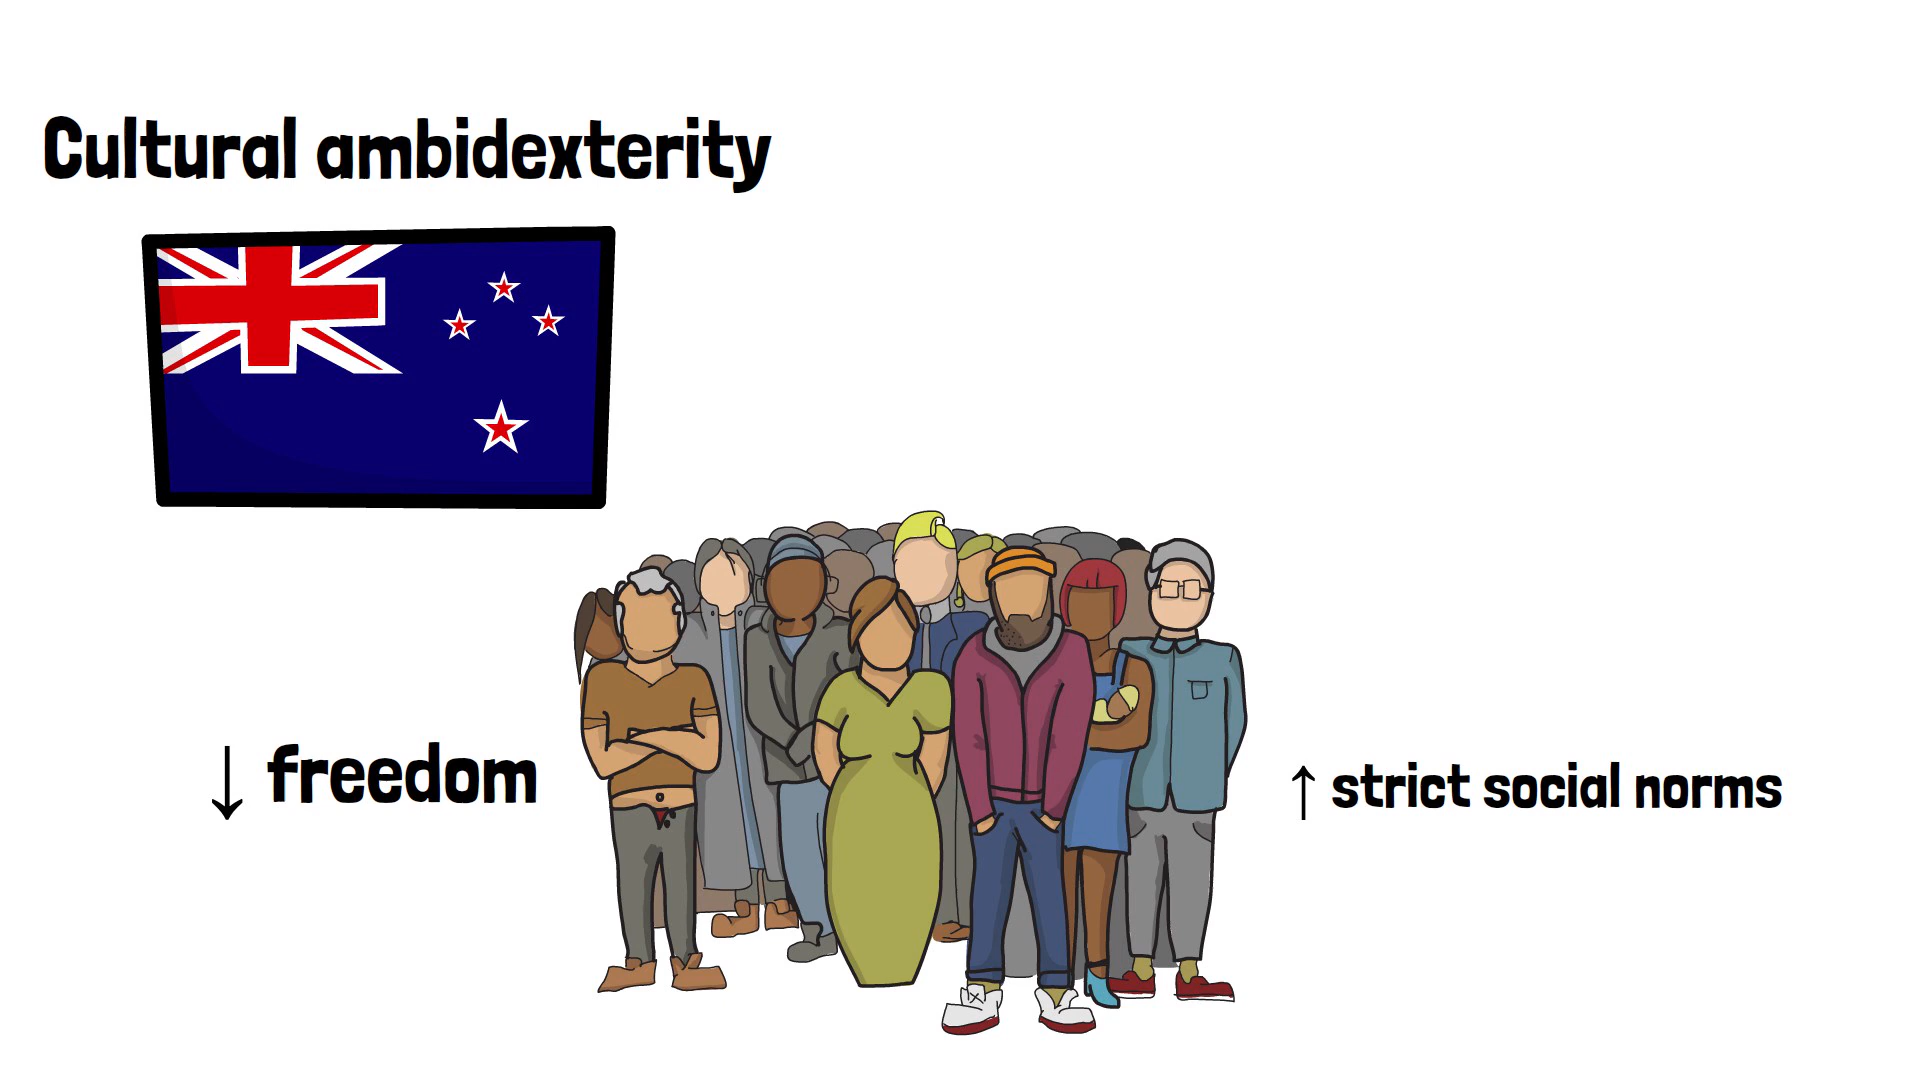 Cultural ambidexterity
↓ freedom
↑ strict social norms